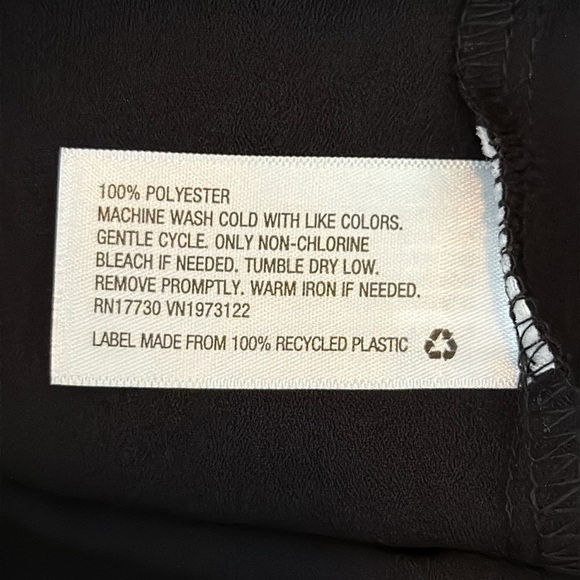 100% POLYESTER
MACHINE WASH COLD WITH LIKE COLORS.
GENTLE CYCLE. ONLY NON-CHLORINE
BLEACH IF NEEDED. TUMBLE DRY LOW.
REMOVE PROMPTLY. WARM IRON IF NEEDED.
RN17730 VN1973122
LABEL MADE FROM 100% RECYCLED PLASTIC